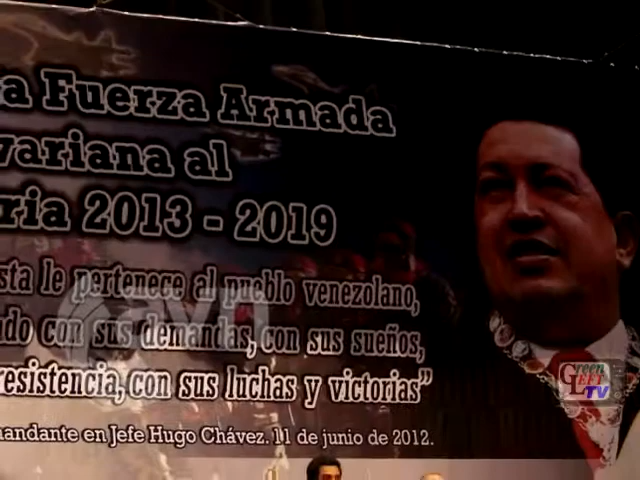 a Fuerza Armada
variana al
ria 2013 - 2019
sta le pertenece al pueblo venezolano,
do con sus demandas, con sus sueños,
resistencia, con sus luchas y victorias”
mandante en Jefe Hugo Chávez. 11 de junio de 2012.
avn
Green
LEFT
TV